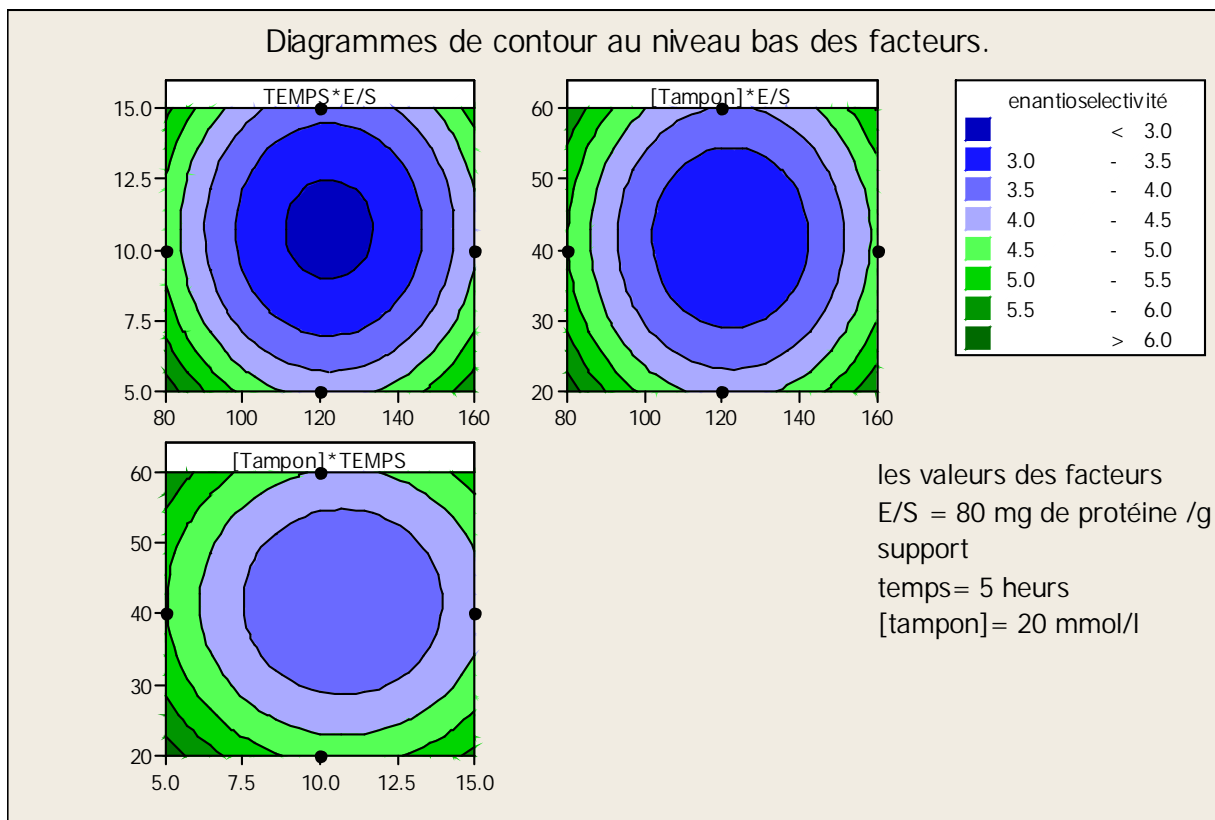 Diagrammes de contour au niveau bas des facteurs.
TEMPS*E/S
15.0
12.5
10.0
7.5
5.0
80 100 120 140 160
[Tampon]*E/S
60
50
40
30
20
80 100 120 140 160
enantioselectivité
< 3.0
3.0 - 3.5
3.5 - 4.0
4.0 - 4.5
4.5 - 5.0
5.0 - 5.5
5.5 - 6.0
> 6.0
[Tampon]*TEMPS
60
50
40
30
20
5.0 7.5 10.0 12.5 15.0
les valeurs des facteurs
E/S = 80 mg de protéine /g
support
temps= 5 heurs
[tampon]= 20 mmol/l